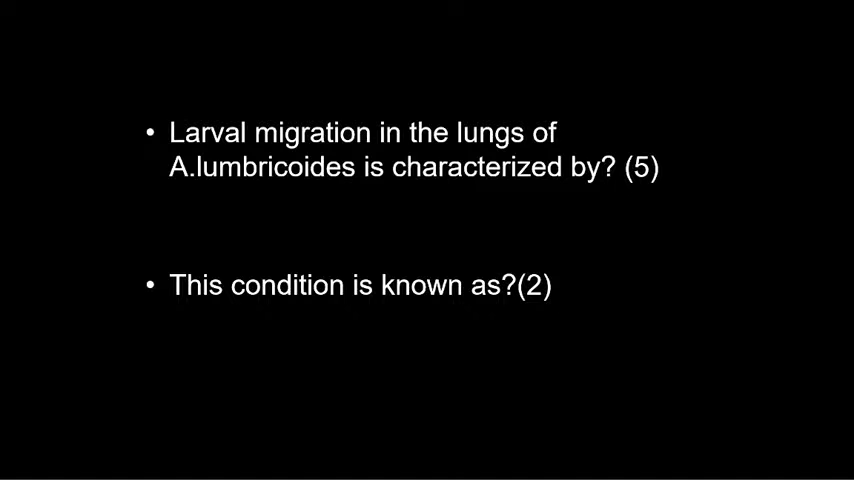 • Larval migration in the lungs of
A.lumbricoides is characterized by? (5)
• This condition is known as?(2)